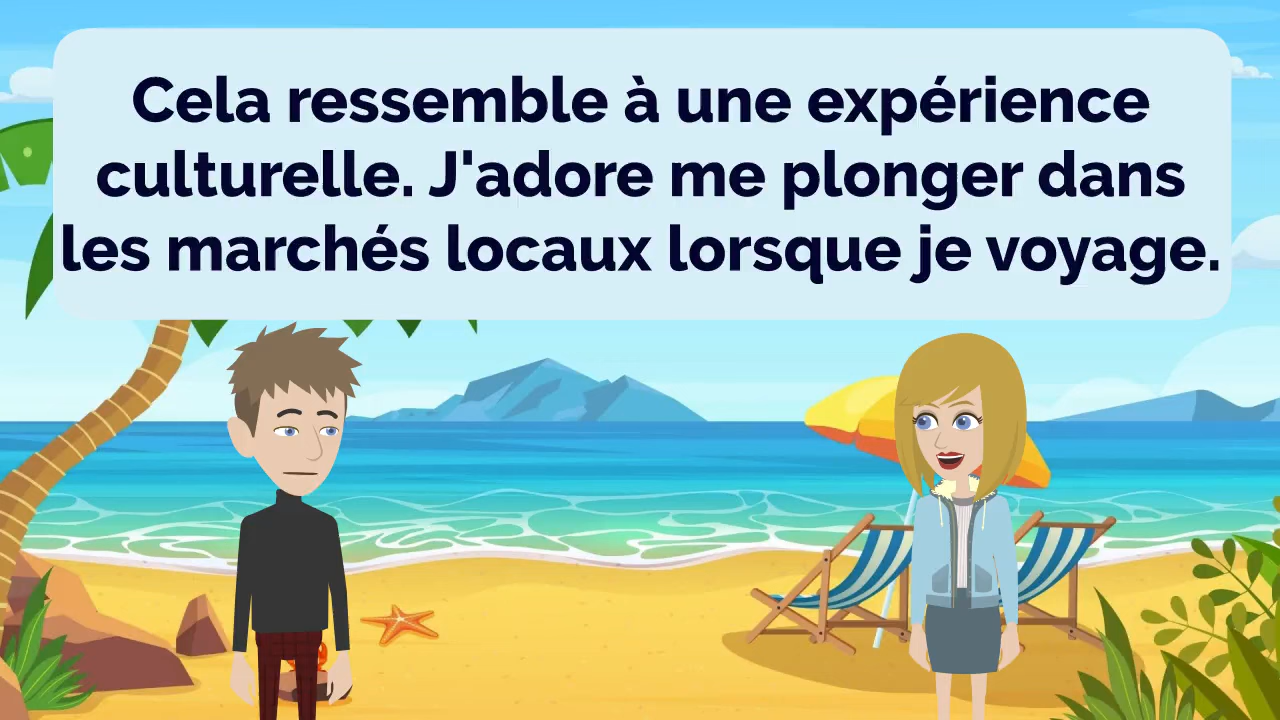 Cela ressemble à une expérience
culturelle. J'adore me plonger dans
les marchés locaux lorsque je voyage.